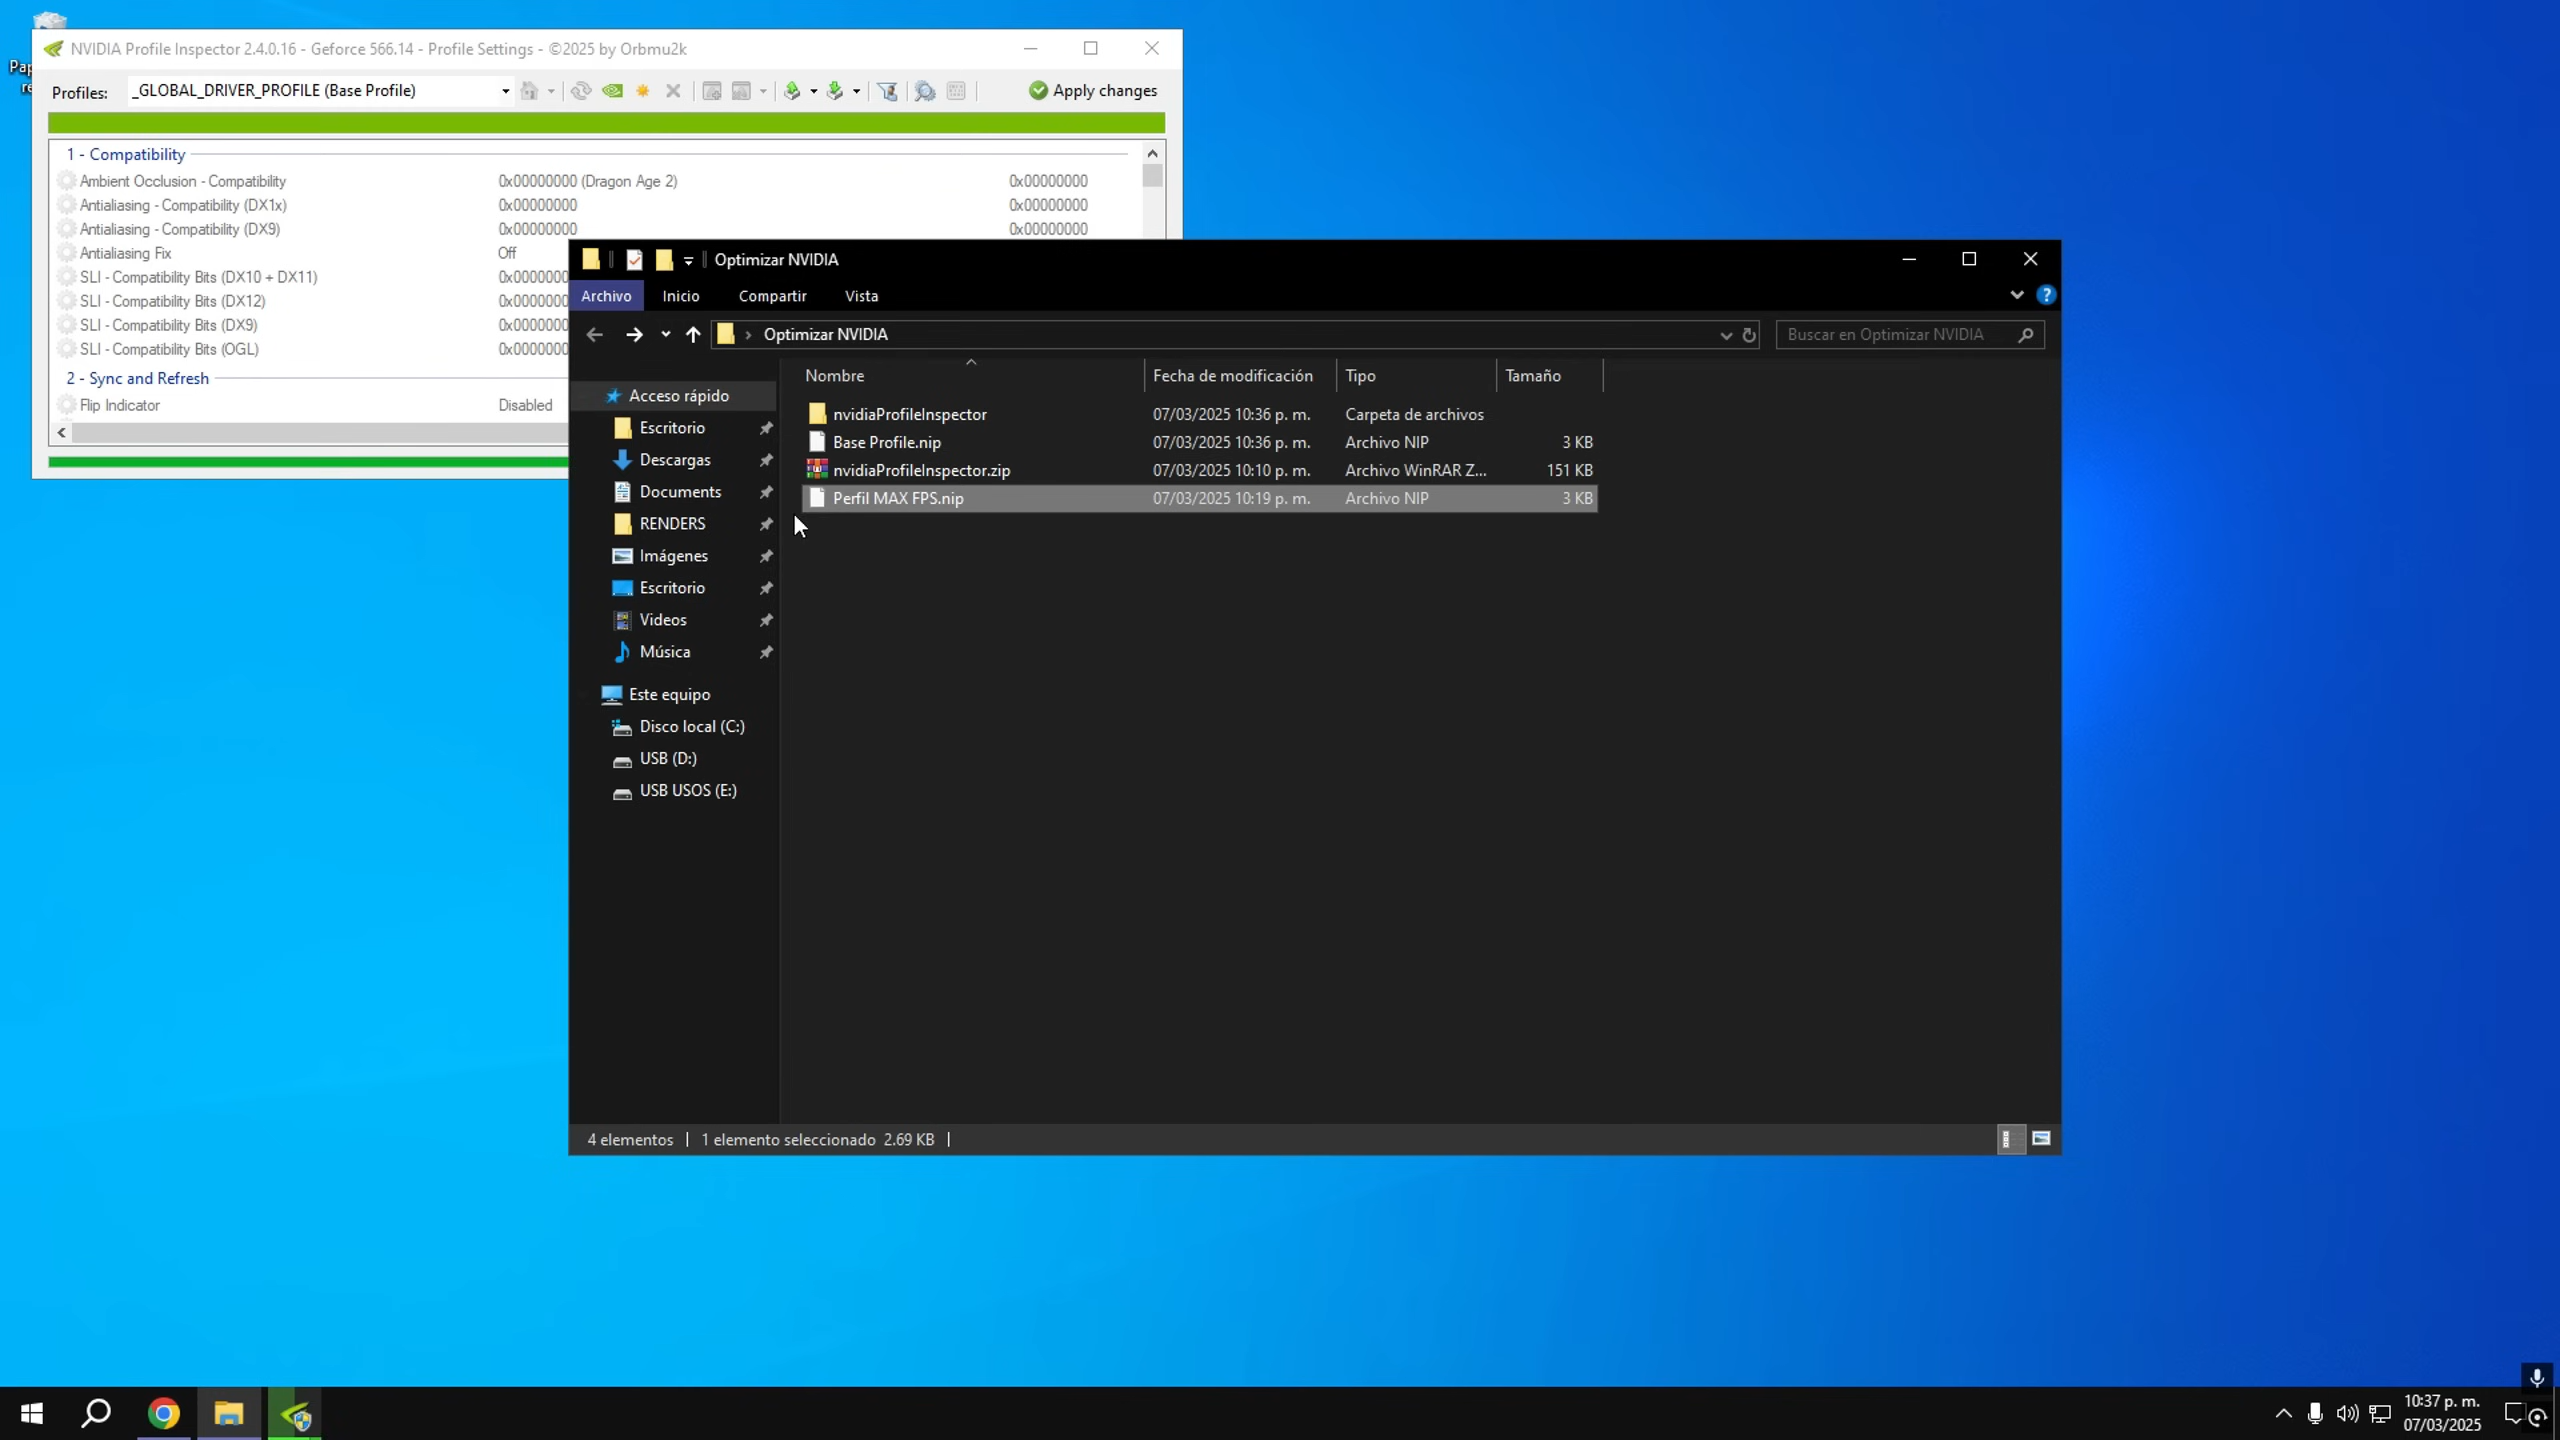 Pap
re
NVIDIA Profile Inspector 2.4.0.16 - Geforce 566.14 - Profile Settings - ©2025 by Orbmu2k
Profiles: _GLOBAL_DRIVER_PROFILE (Base Profile) Apply changes
1 - Compatibility
Ambient Occlusion - Compatibility 0x00000000 (Dragon Age 2) 0x00000000
Antialiasing - Compatibility (DX1x) 0x00000000 0x00000000
Antialiasing - Compatibility (DX9) 0x00000000 0x00000000
Antialiasing Fix Off
SLI - Compatibility Bits (DX10 + DX11) 0x0000000
SLI - Compatibility Bits (DX12) 0x0000000
SLI - Compatibility Bits (DX9) 0x0000000
SLI - Compatibility Bits (OGL) 0x0000000
2 - Sync and Refresh
Flip Indicator Disabled
Optimizar NVIDIA
Archivo Inicio Compartir Vista
Optimizar NVIDIA Buscar en Optimizar NVIDIA
Nombre Fecha de modificación Tipo Tamaño
nvidiaProfileInspector 07/03/2025 10:36 p. m. Carpeta de archivos
Base Profile.nip 07/03/2025 10:36 p. m. Archivo NIP 3 KB
nvidiaProfileInspector.zip 07/03/2025 10:10 p. m. Archivo WinRAR Z... 151 KB
Perfil MAX FPS.nip 07/03/2025 10:19 p. m. Archivo NIP 3 KB
Acceso rápido
Escritorio
Descargas
Documents
RENDERS
Imágenes
Escritorio
Videos
Música
Este equipo
Disco local (C:)
USB (D:)
USB USOS (E:)
4 elementos 1 elemento seleccionado 2.69 KB
10:37 p. m.
07/03/2025